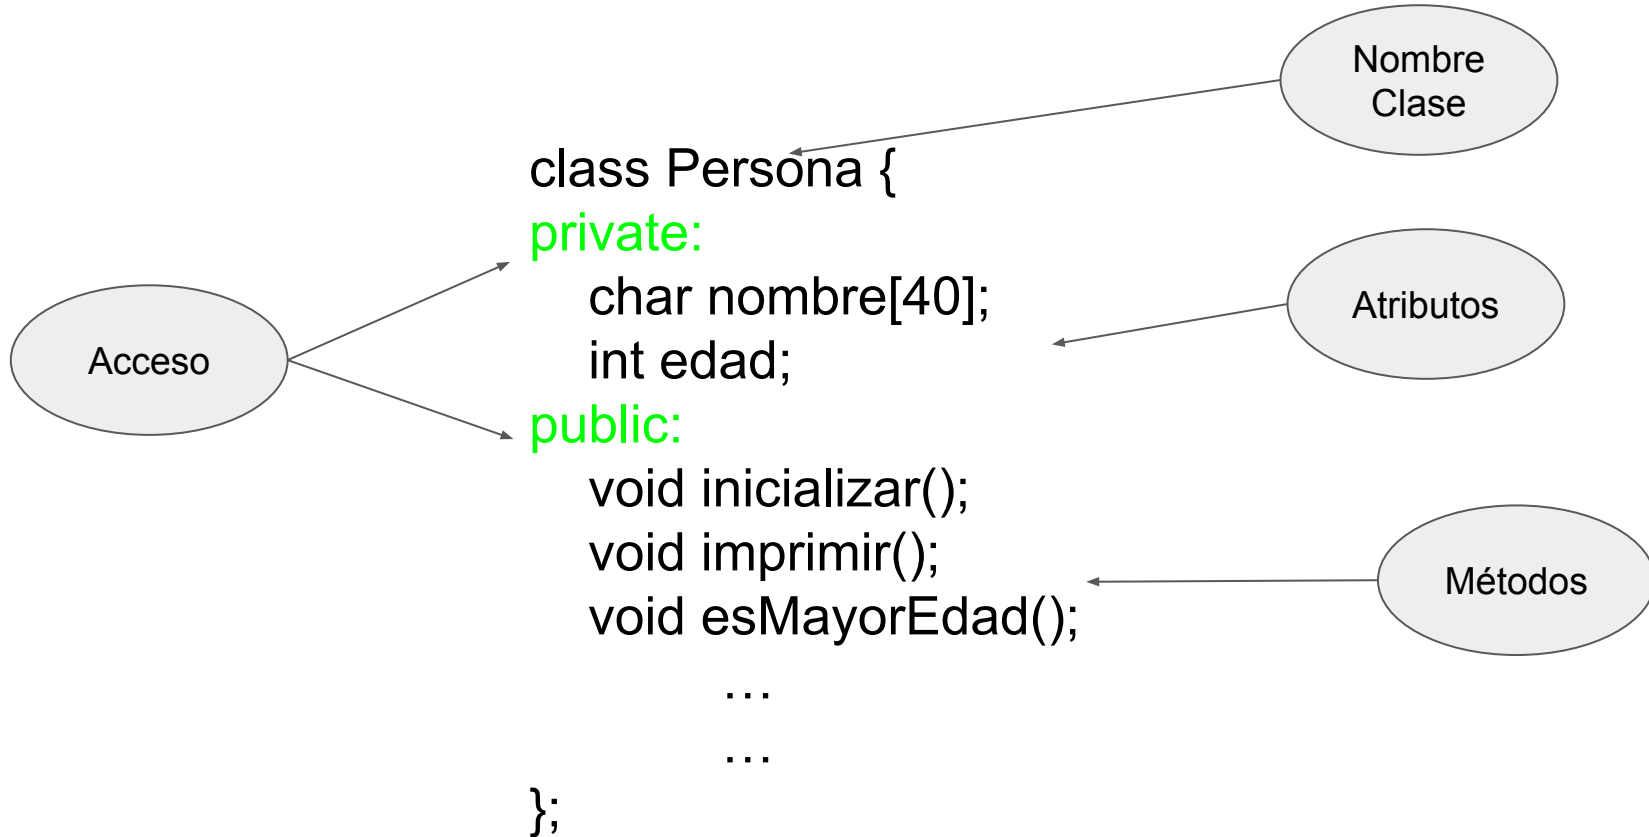 Nombre
Clase
class Persona {
private:
char nombre[40];
Atributos
int edad;
Acceso
public:
void inicializar();
void imprimir();
Métodos
void esMayorEdad();
…
…
};